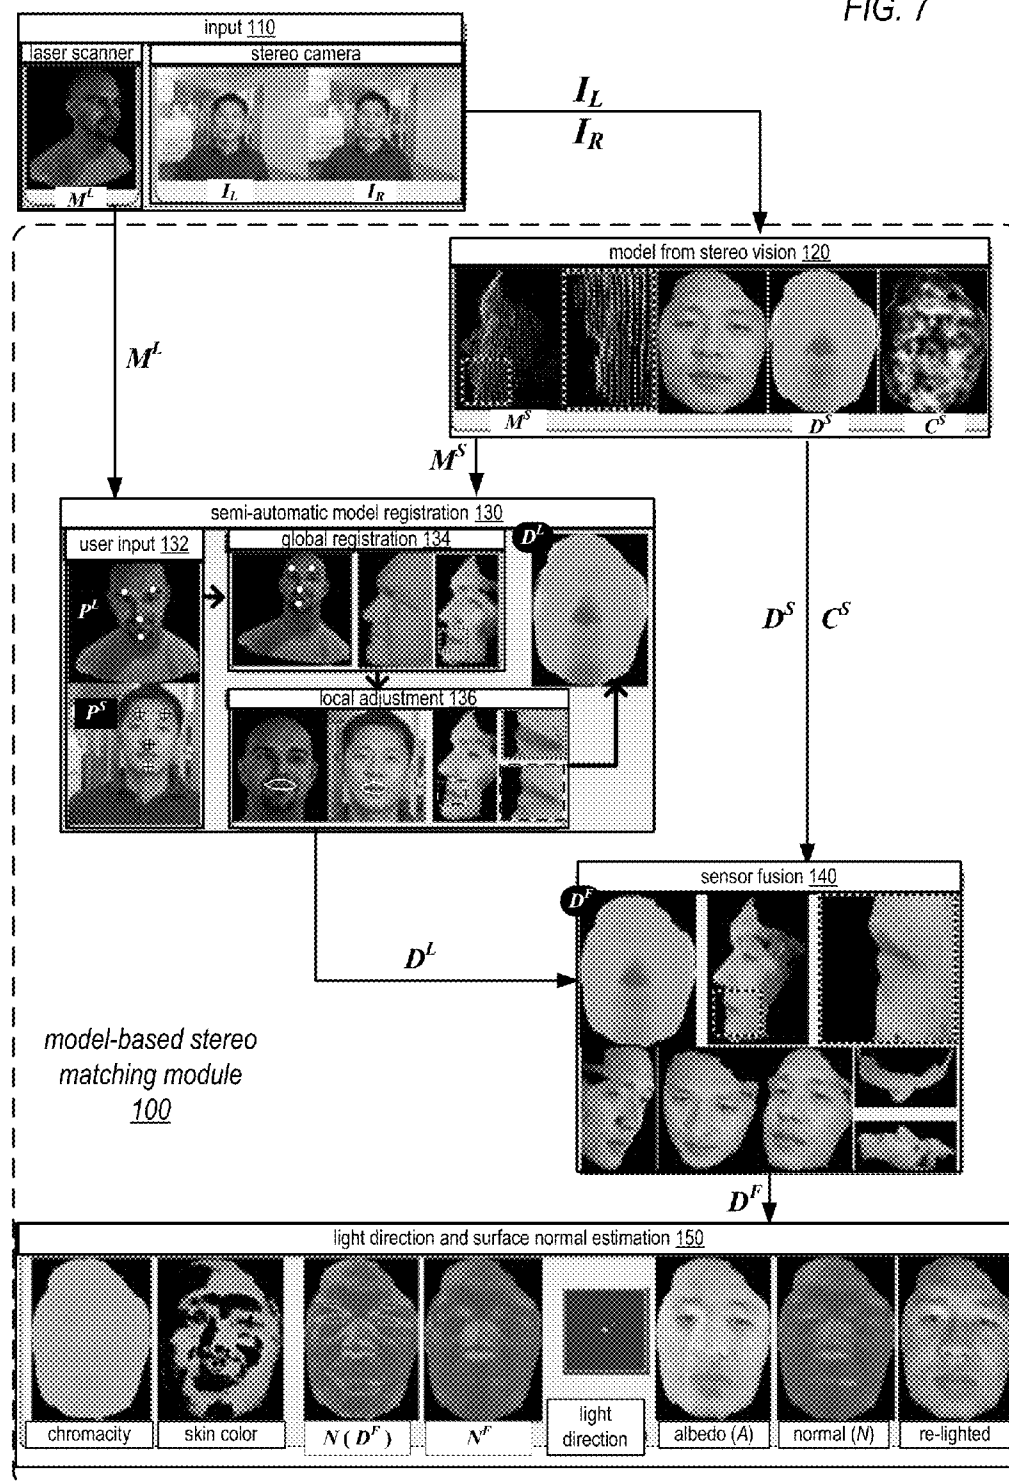 FIG. 7
input 110
laser scanner
stereo camera
M^L
I_L
I_R
I_L
I_R
model from stereo vision 120
M^S
D^S
C^S
M^L
M^S
semi-automatic model registration 130
user input 132
global registration 134
D^L
P^L
P^S
local adjustment 136
D^S
C^S
sensor fusion 140
D^F
D^L
model-based stereo
matching module
100
D^F
light direction and surface normal estimation 150
chromacity
skin color
N ( D^F )
N^F
light
direction
albedo (A)
normal (N)
re-lighted